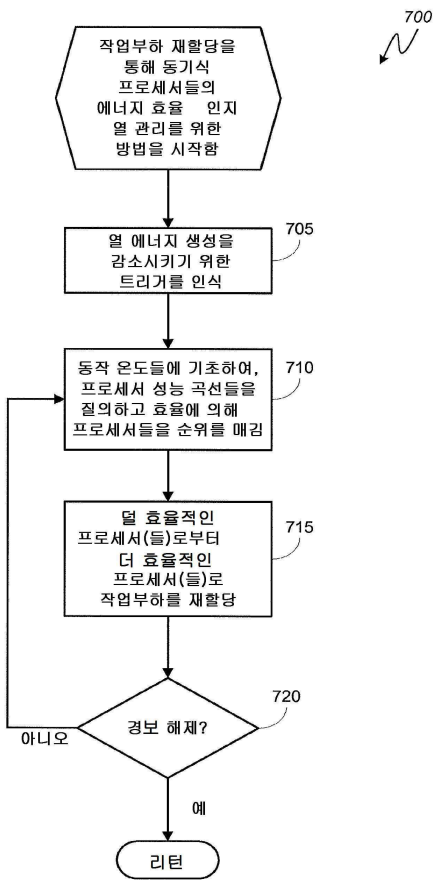 700
작업부하 재할당을
통해 동기식
프로세서들의
에너지 효율 인지
열 관리를 위한
방법을 시작함
705
열 에너지 생성을
감소시키기 위한
트리거를 인식
710
동작 온도들에 기초하여,
프로세서 성능 곡선들을
질의하고 효율에 의해
프로세서들을 순위를 매김
715
덜 효율적인
프로세서(들)로부터
더 효율적인
프로세서(들)로
작업부하를 재할당
720
경보 해제?
아니오
예
리턴